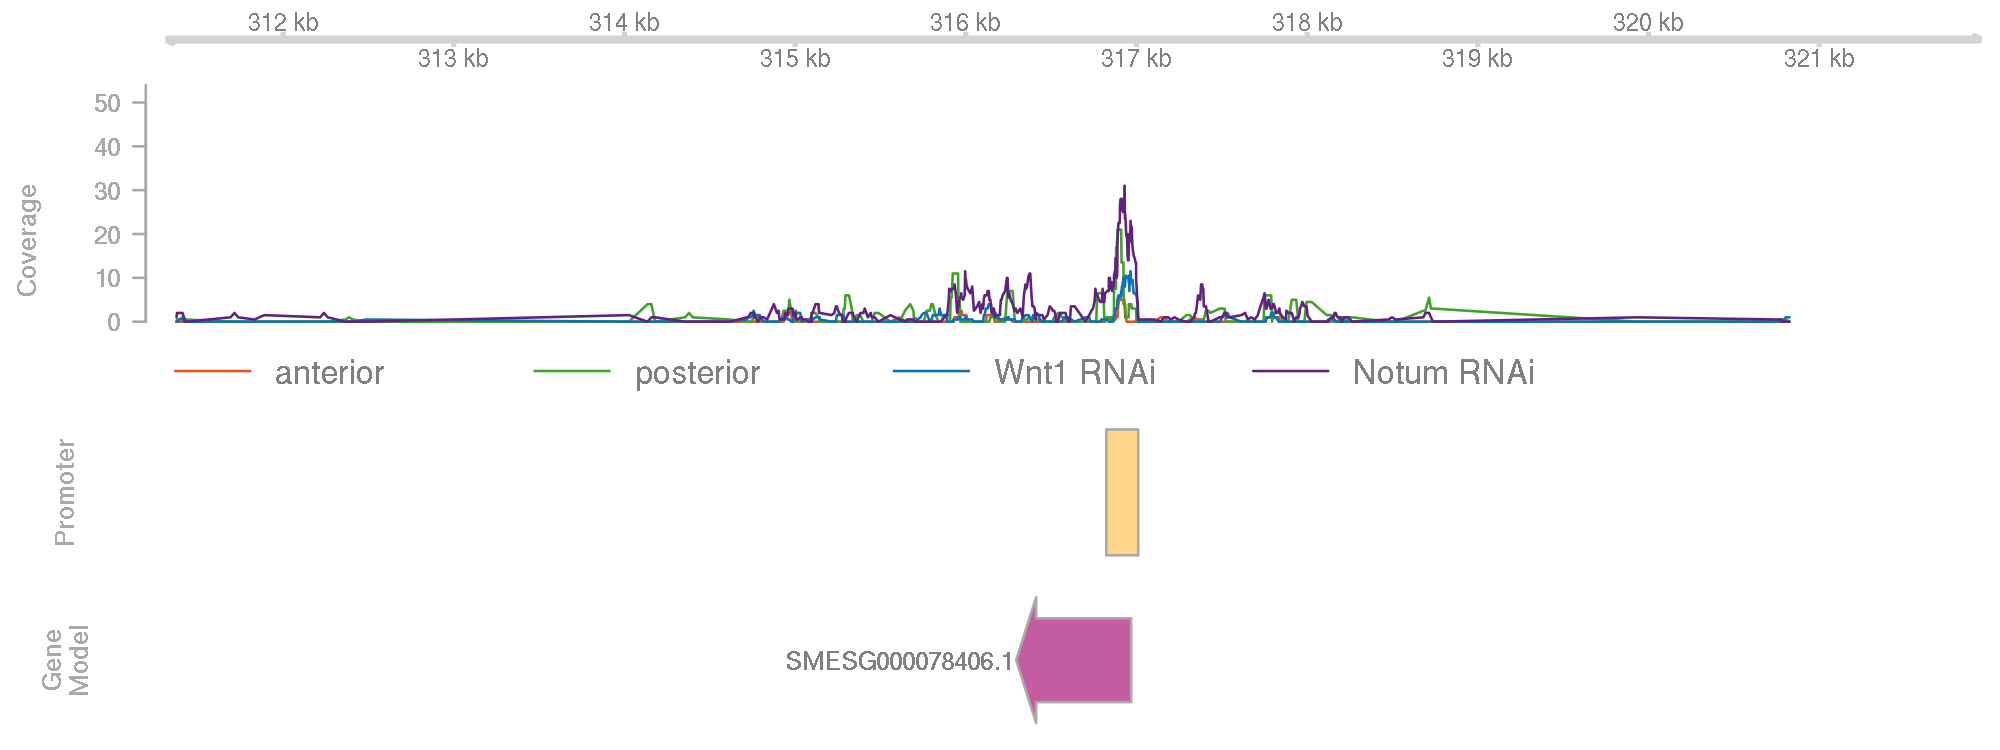 312 kb 314 kb 316 kb 318 kb 320 kb
313 kb 315 kb 317 kb 319 kb 321 kb
Coverage
50
40
30
20
10
0
anterior posterior Wnt1 RNAi Notum RNAi
Promoter
Gene
Model
SMESG000078406.1